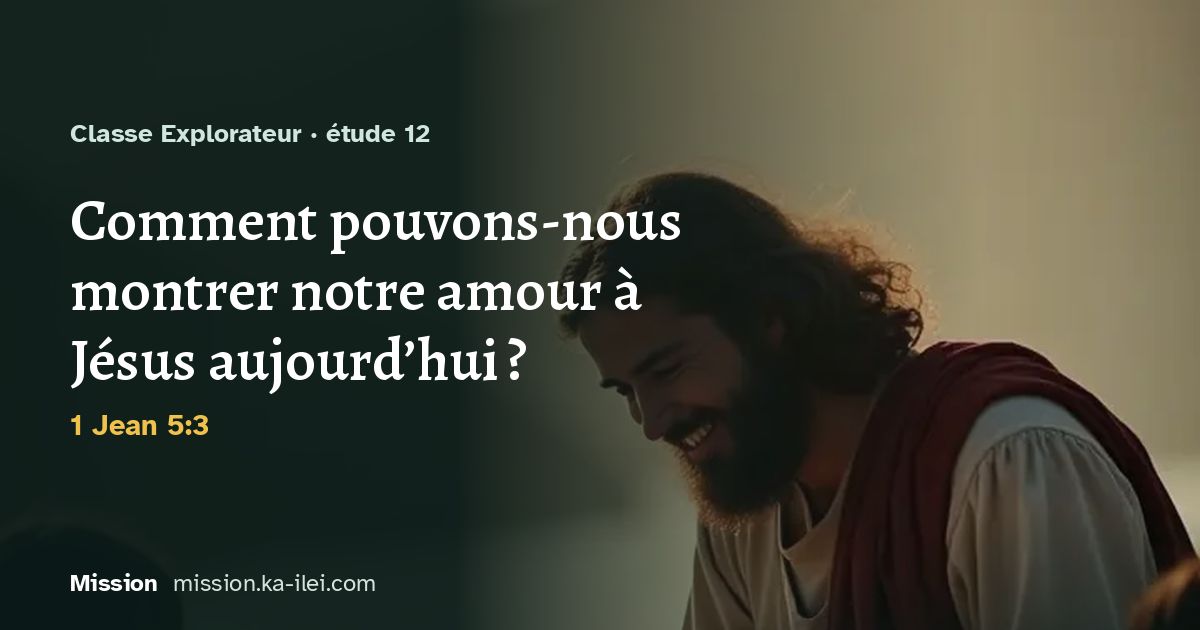 Classe Explorateur · étude 12
Comment pouvons-nous
montrer notre amour à
Jésus aujourd’hui ?
1 Jean 5:3
Mission mission.ka-ilei.com